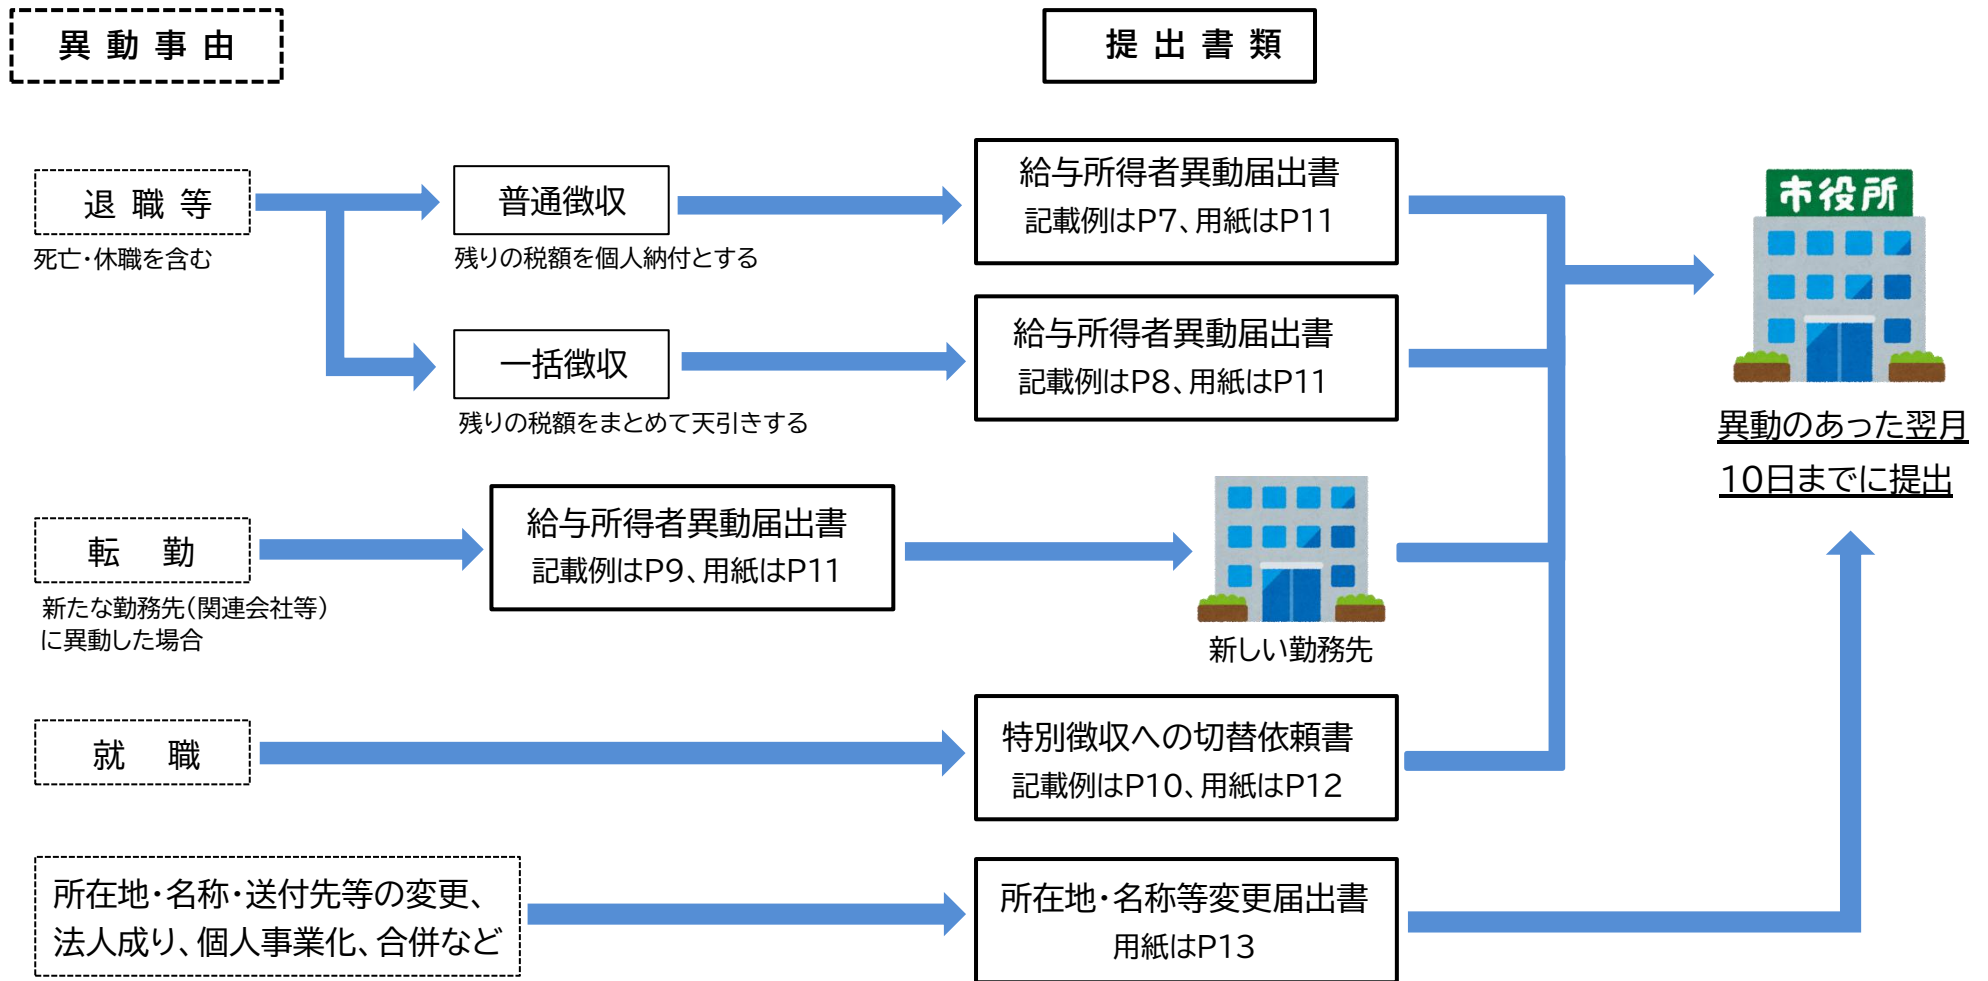 異動事由
提出書類
退職等
死亡・休職を含む
普通徴収
残りの税額を個人納付とする
給与所得者異動届出書
記載例はP7、用紙はP11
一括徴収
残りの税額をまとめて天引きする
給与所得者異動届出書
記載例はP8、用紙はP11
市役所
異動のあった翌月
10日までに提出
転　勤
新たな勤務先（関連会社等）
に異動した場合
給与所得者異動届出書
記載例はP9、用紙はP11
新しい勤務先
就　職
特別徴収への切替依頼書
記載例はP10、用紙はP12
所在地・名称・送付先等の変更、
法人成り、個人事業化、合併など
所在地・名称等変更届出書
用紙はP13